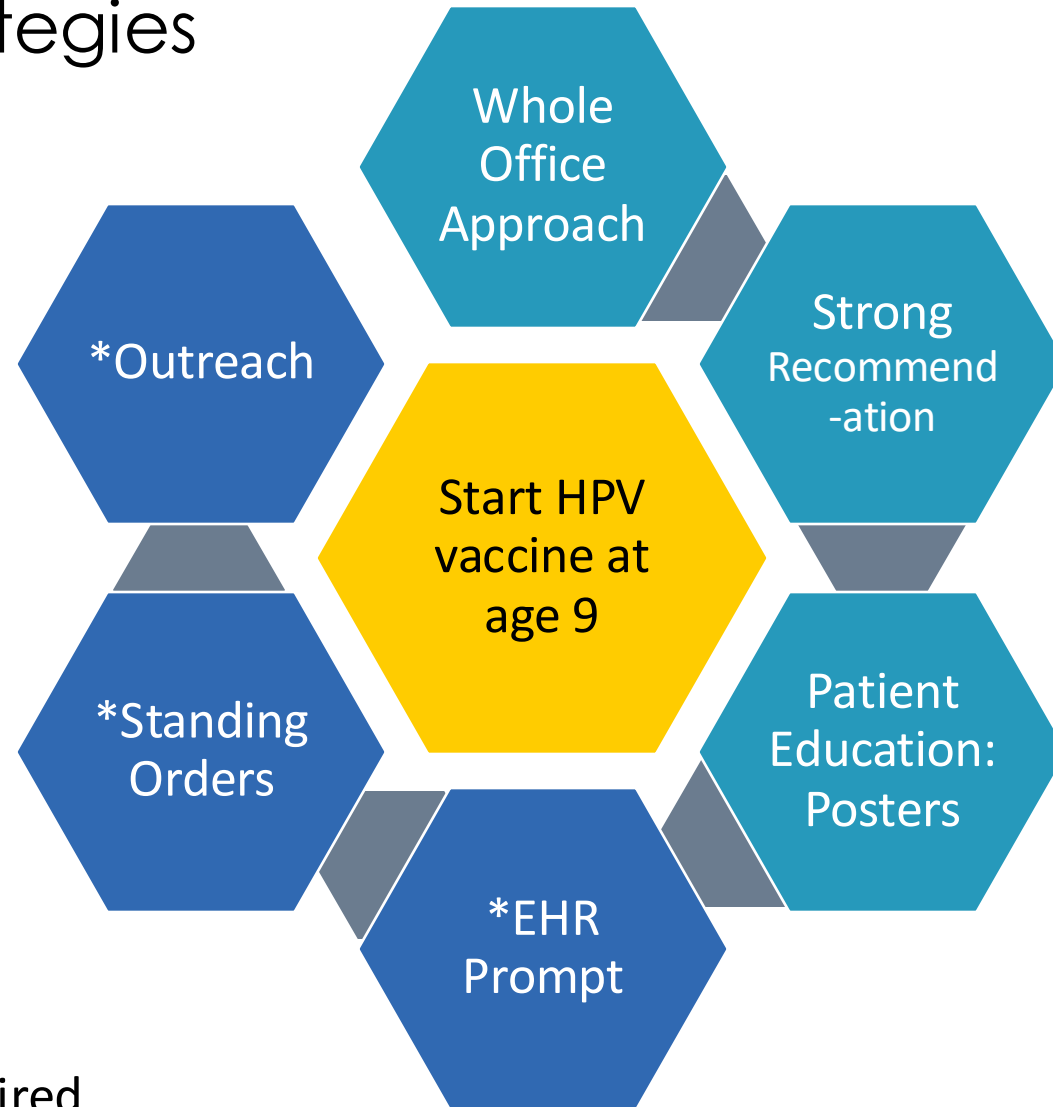 tegies
Whole
Office
Approach
Strong
Recommend
-ation
Patient
Education:
Posters
*EHR
Prompt
*Standing
Orders
*Outreach
Start HPV
vaccine at
age 9
ired